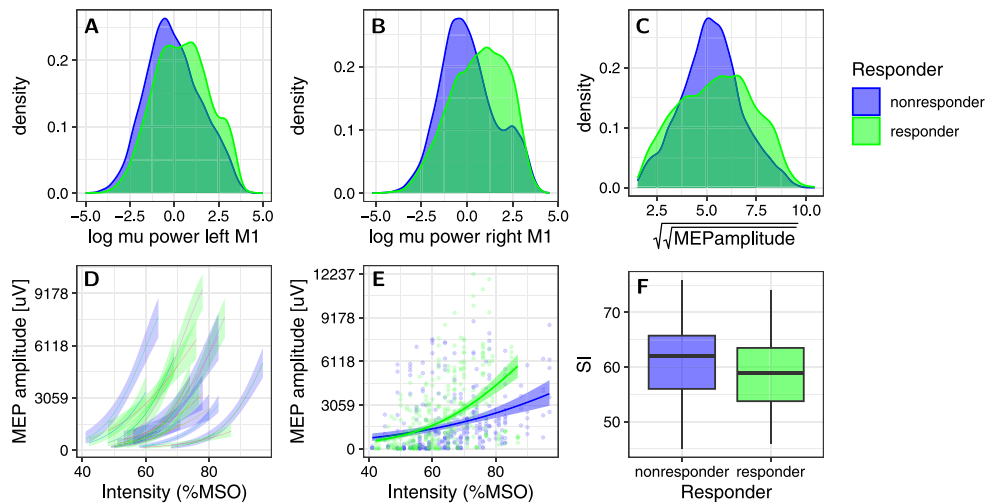 A
density
0.2
0.1
0.0
−5.0 −2.5 0.0 2.5 5.0
log mu power left M1
B
density
0.2
0.1
0.0
−5.0 −2.5 0.0 2.5 5.0
log mu power right M1
C
density
0.2
0.1
0.0
2.5 5.0 7.5 10.0
√√MEPamplitude
Responder
nonresponder
responder
D
MEP amplitude [uV]
9178
6118
3059
0
40 60 80
Intensity (%MSO)
E
MEP amplitude [uV]
12237
9178
6118
3059
0
40 60 80
Intensity (%MSO)
F
SI
70
60
50
nonresponder responder
Responder